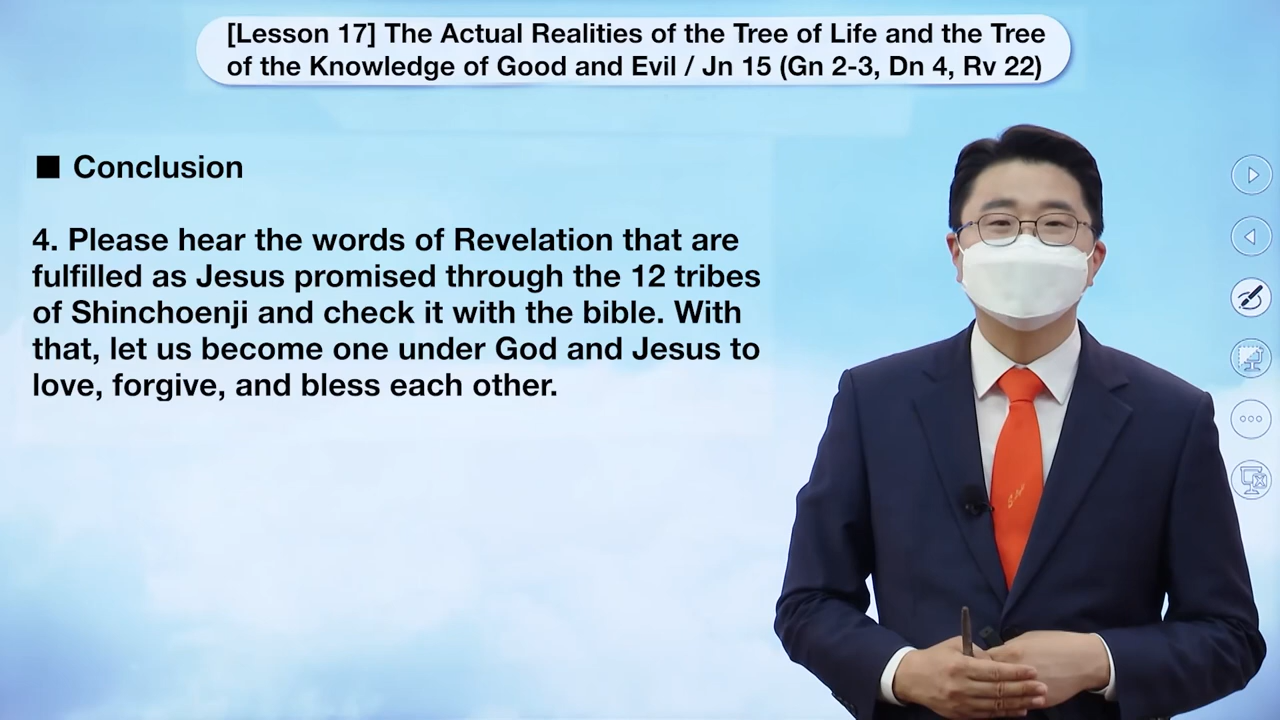 [Lesson 17] The Actual Realities of the Tree of Life and the Tree
of the Knowledge of Good and Evil / Jn 15 (Gn 2-3, Dn 4, Rv 22)
■ Conclusion
4. Please hear the words of Revelation that are
fulfilled as Jesus promised through the 12 tribes
of Shinchoenji and check it with the bible. With
that, let us become one under God and Jesus to
love, forgive, and bless each other.